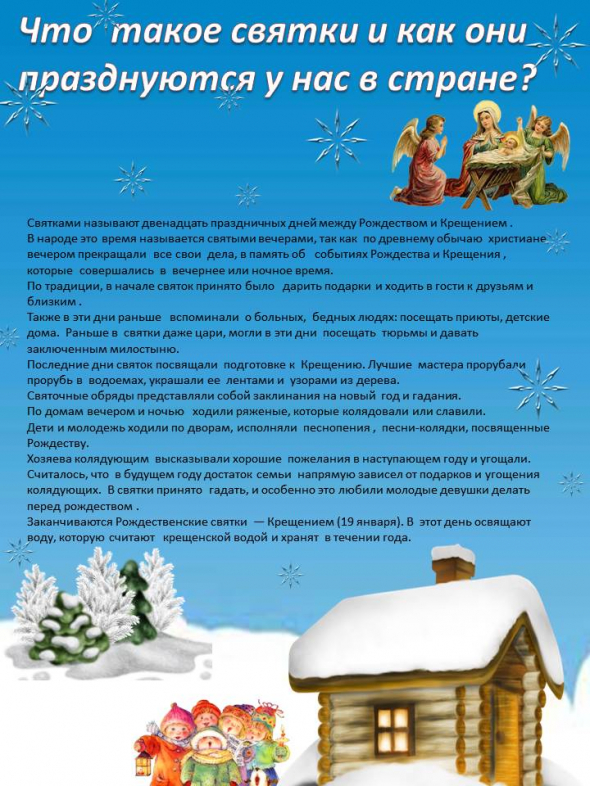 Что такое святки и как они
празднуются у нас в стране?
Святками называют двенадцать праздничных дней между Рождеством и Крещением .
В народе это время называется святыми вечерами, так как по древнему обычаю христиане
вечером прекращали все свои дела, в память об событиях Рождества и Крещения ,
которые совершались в вечернее или ночное время.
По традиции, в начале святок принято было дарить подарки и ходить в гости к друзьям и
близким .
Также в эти дни раньше вспоминали о больных, бедных людях: посещать приюты, детские
дома. Раньше в святки даже цари, могли в эти дни посещать тюрьмы и давать
заключенным милостыню.
Последние дни святок посвящали подготовке к Крещению. Лучшие мастера прорубали
прорубь в водоемах, украшали ее лентами и узорами из дерева.
Святочные обряды представляли собой заклинания на новый год и гадания.
По домам вечером и ночью ходили ряженые, которые колядовали или славили.
Дети и молодежь ходили по дворам, исполняли песнопения , песни-колядки, посвященные
Рождеству.
Хозяева колядующим высказывали хорошие пожелания в наступающем году и угощали.
Считалось, что в будущем году достаток семьи напрямую зависел от подарков и угощения
колядующих. В святки принято гадать, и особенно это любили молодые девушки делать
перед рождеством .
Заканчиваются Рождественские святки — Крещением (19 января). В этот день освящают
воду, которую считают крещенской водой и хранят в течении года.